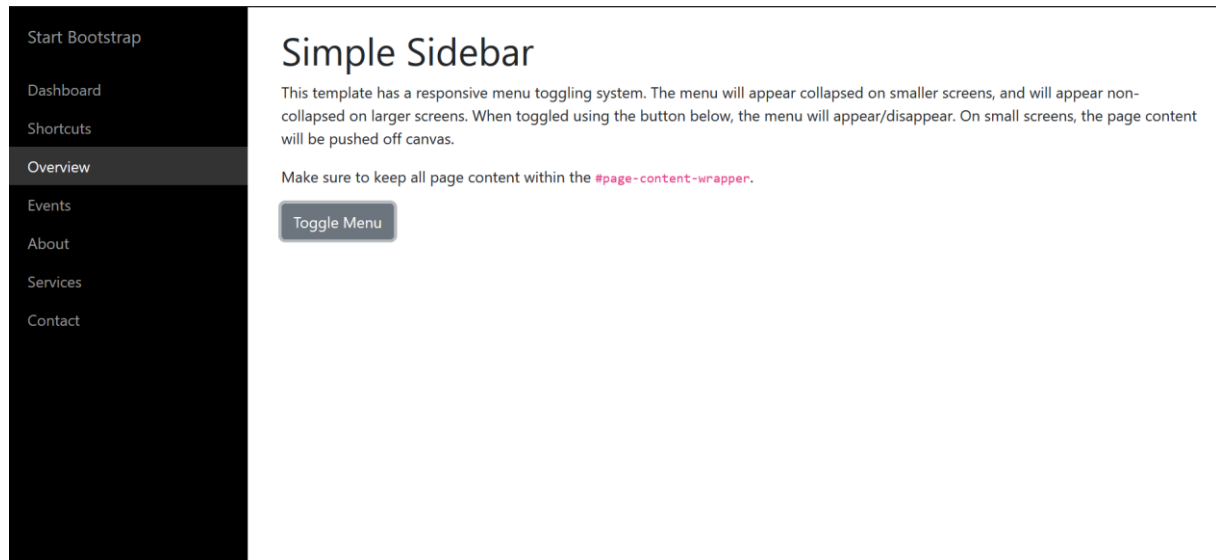 Start Bootstrap
Dashboard
Shortcuts
Overview
Events
About
Services
Contact
Simple Sidebar
This template has a responsive menu toggling system. The menu will appear collapsed on smaller screens, and will appear non-
collapsed on larger screens. When toggled using the button below, the menu will appear/disappear. On small screens, the page content
will be pushed off canvas.
Make sure to keep all page content within the #page-content-wrapper.
Toggle Menu